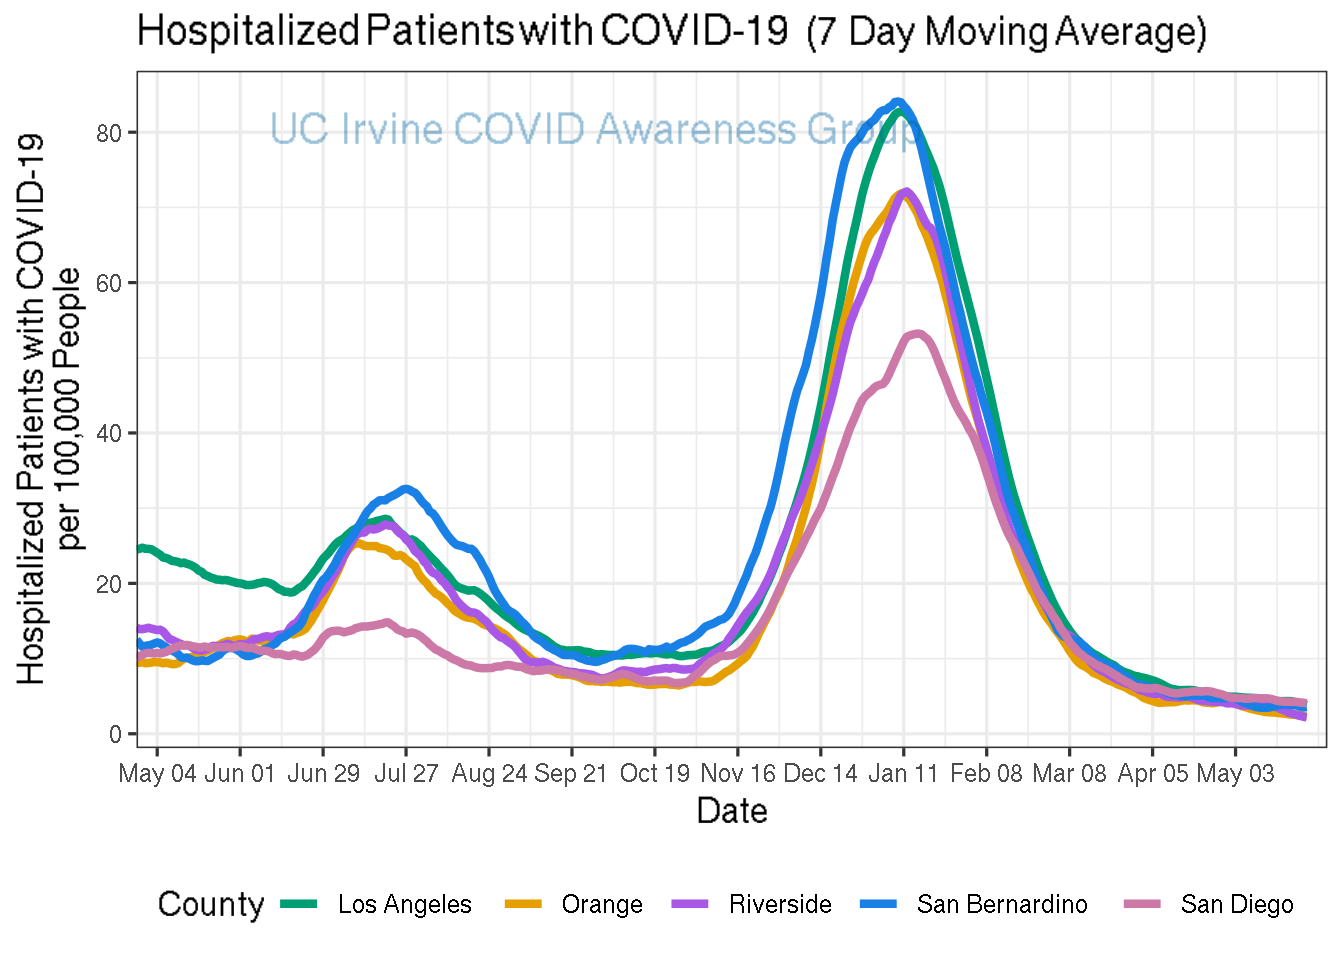 Hospitalized Patients with COVID-19 (7 Day Moving Average)
UC Irvine COVID Awareness Group
Hospitalized Patients with COVID-19
per 100,000 People
80
60
40
20
0
May 04 Jun 01 Jun 29 Jul 27 Aug 24 Sep 21 Oct 19 Nov 16 Dec 14 Jan 11 Feb 08 Mar 08 Apr 05 May 03
Date
County Los Angeles Orange Riverside San Bernardino San Diego